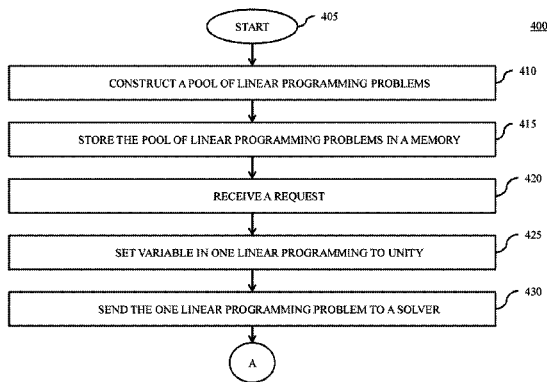 START
405
400
CONSTRUCT A POOL OF LINEAR PROGRAMMING PROBLEMS
410
STORE THE POOL OF LINEAR PROGRAMMING PROBLEMS IN A MEMORY
415
RECEIVE A REQUEST
420
SET VARIABLE IN ONE LINEAR PROGRAMMING TO UNITY
425
SEND THE ONE LINEAR PROGRAMMING PROBLEM TO A SOLVER
430
A